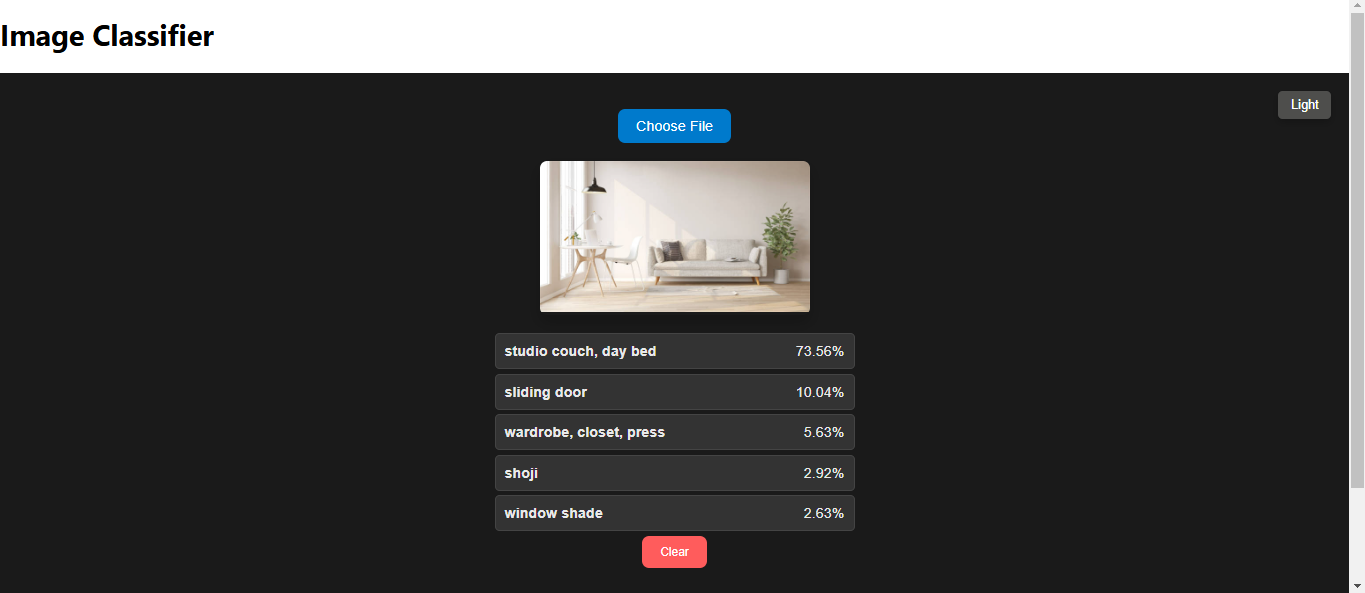 Image Classifier
Light
Choose File
studio couch, day bed 73.56%
sliding door 10.04%
wardrobe, closet, press 5.63%
shoji 2.92%
window shade 2.63%
Clear